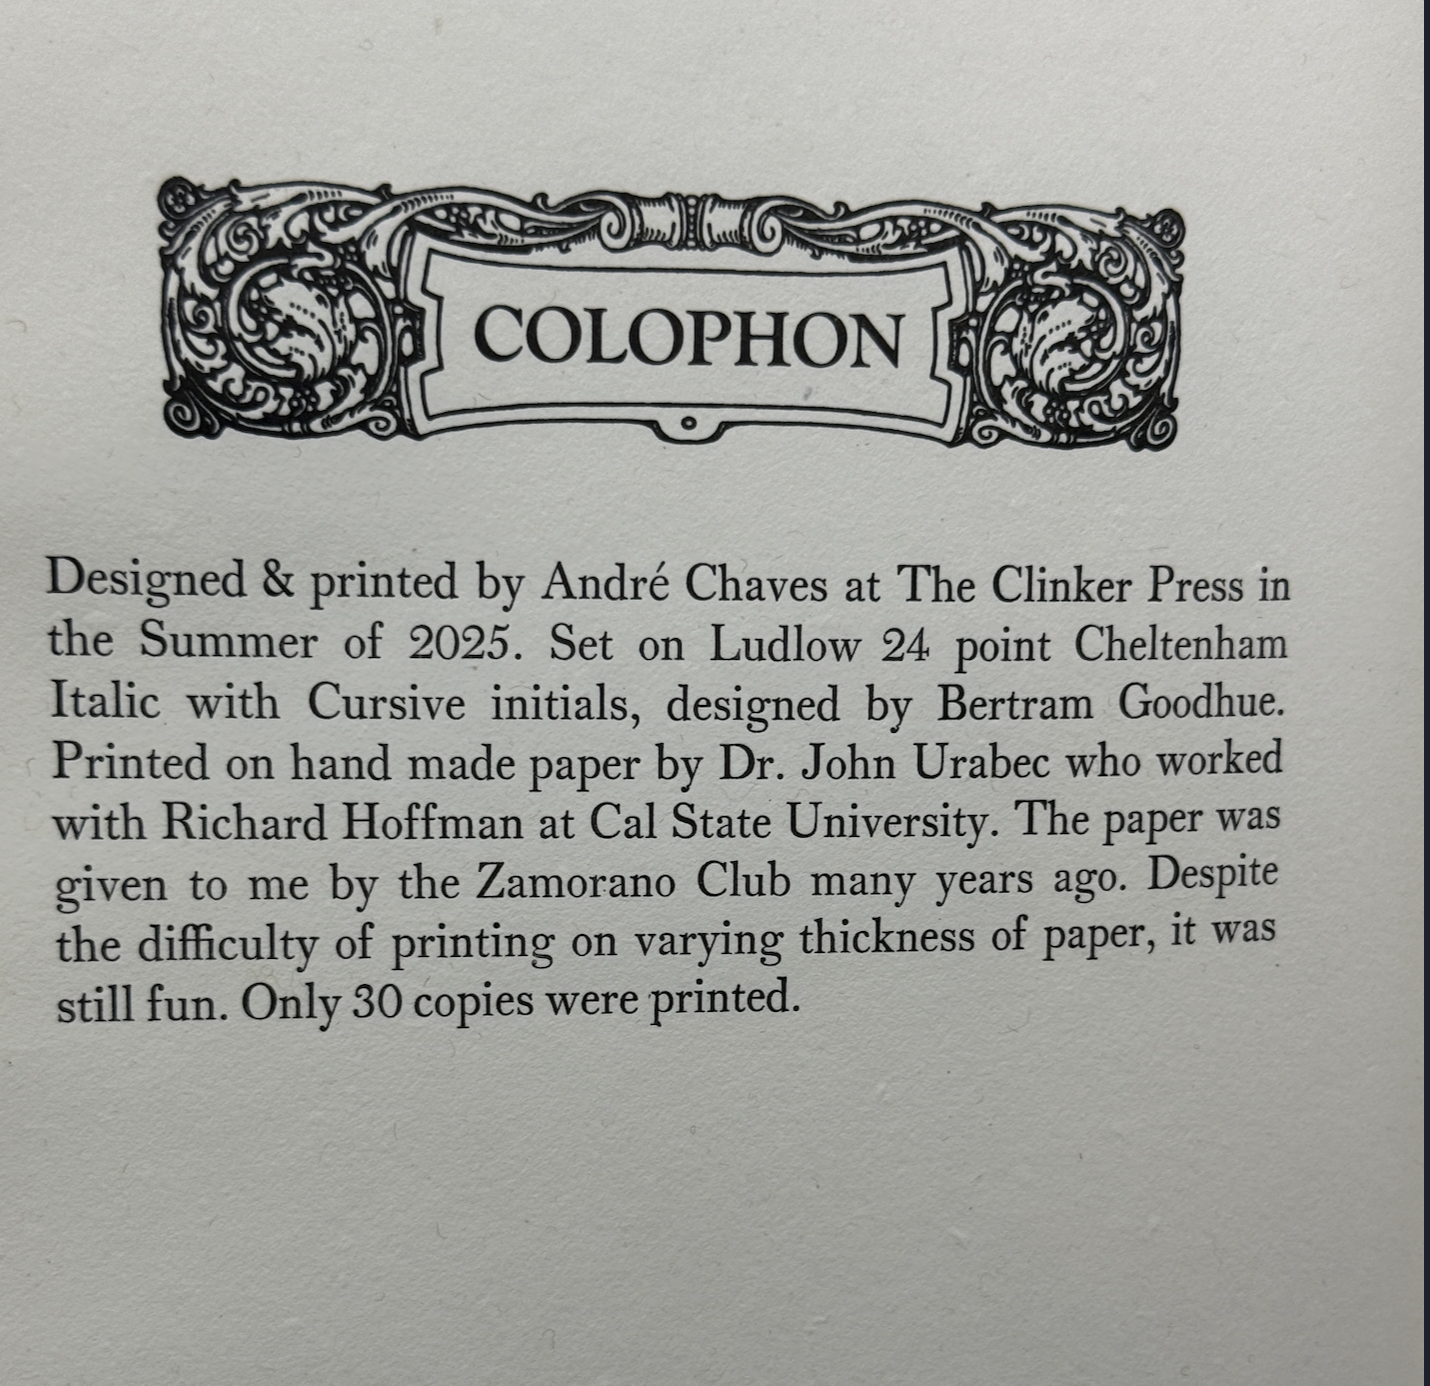 COLOPHON
Designed & printed by André Chaves at The Clinker Press in
the Summer of 2025. Set on Ludlow 24 point Cheltenham
Italic with Cursive initials, designed by Bertram Goodhue.
Printed on hand made paper by Dr. John Urabec who worked
with Richard Hoffman at Cal State University. The paper was
given to me by the Zamorano Club many years ago. Despite
the difficulty of printing on varying thickness of paper, it was
still fun. Only 30 copies were printed.